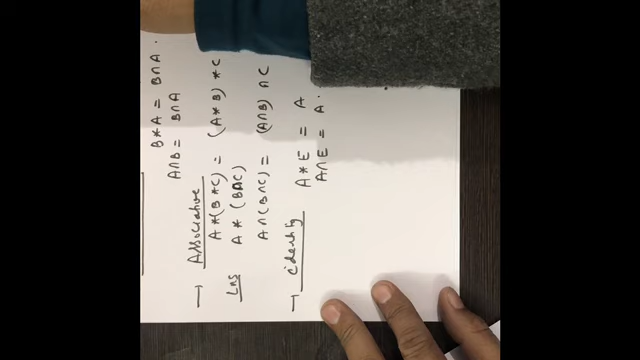 B*A = B∩A.
A∩B = B∩A
→ Associative
A*(B*C) = (A*B)*C
LHS A*(B∩C)
A∩(B∩C) = (A∩B)∩C
→ identity
A*E = A
A∩E = A.